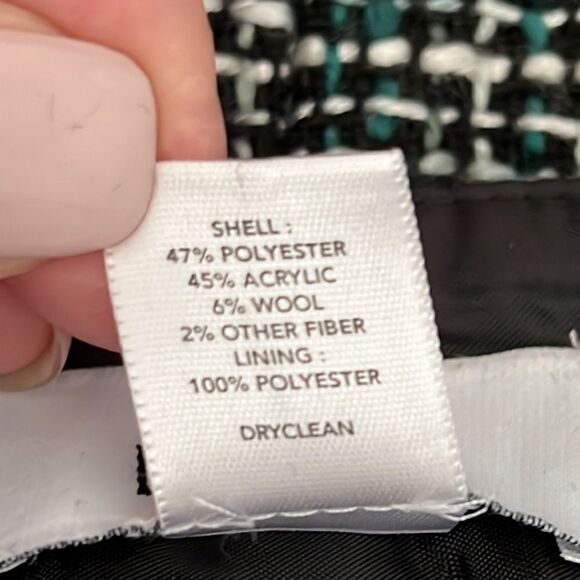 SHELL :
47% POLYESTER
45% ACRYLIC
6% WOOL
2% OTHER FIBER
LINING :
100% POLYESTER
DRYCLEAN